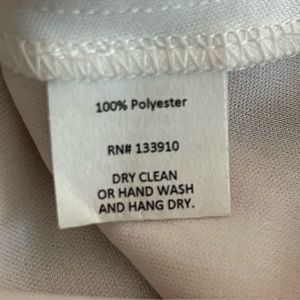 100% Polyester
RN# 133910
DRY CLEAN
OR HAND WASH
AND HANG DRY.